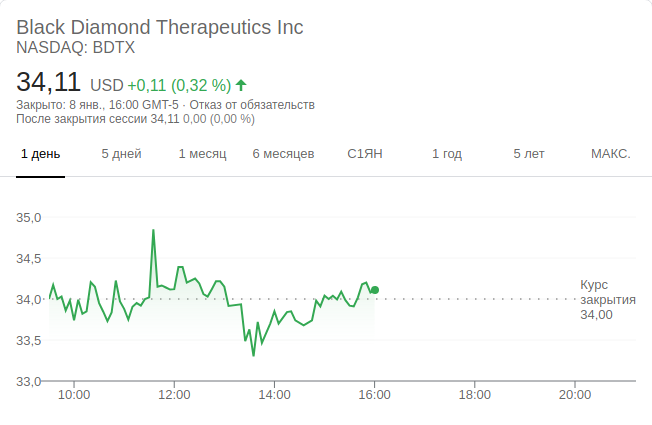 Black Diamond Therapeutics Inc
NASDAQ: BDTX
34,11 USD +0,11 (0,32 %)
Закрыто: 8 янв., 16:00 GMT-5 · Отказ от обязательств
После закрытия сессии 34,11 0,00 (0,00 %)
1 день 5 дней 1 месяц 6 месяцев С1ЯН 1 год 5 лет МАКС.
35,0
34,5
34,0
33,5
33,0
Курс
закрытия
34,00
10:00 12:00 14:00 16:00 18:00 20:00